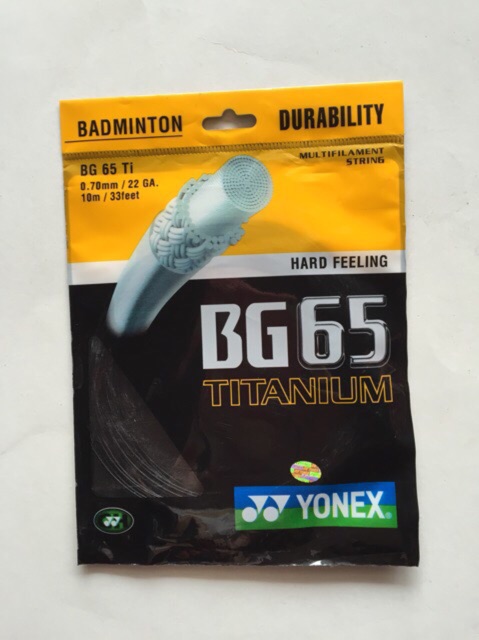 BADMINTON
DURABILITY
BG 65 Ti
0.70mm / 22 GA.
10m / 33feet
MULTIFILAMENT
STRING
HARD FEELING
BG65
TITANIUM
YONEX®